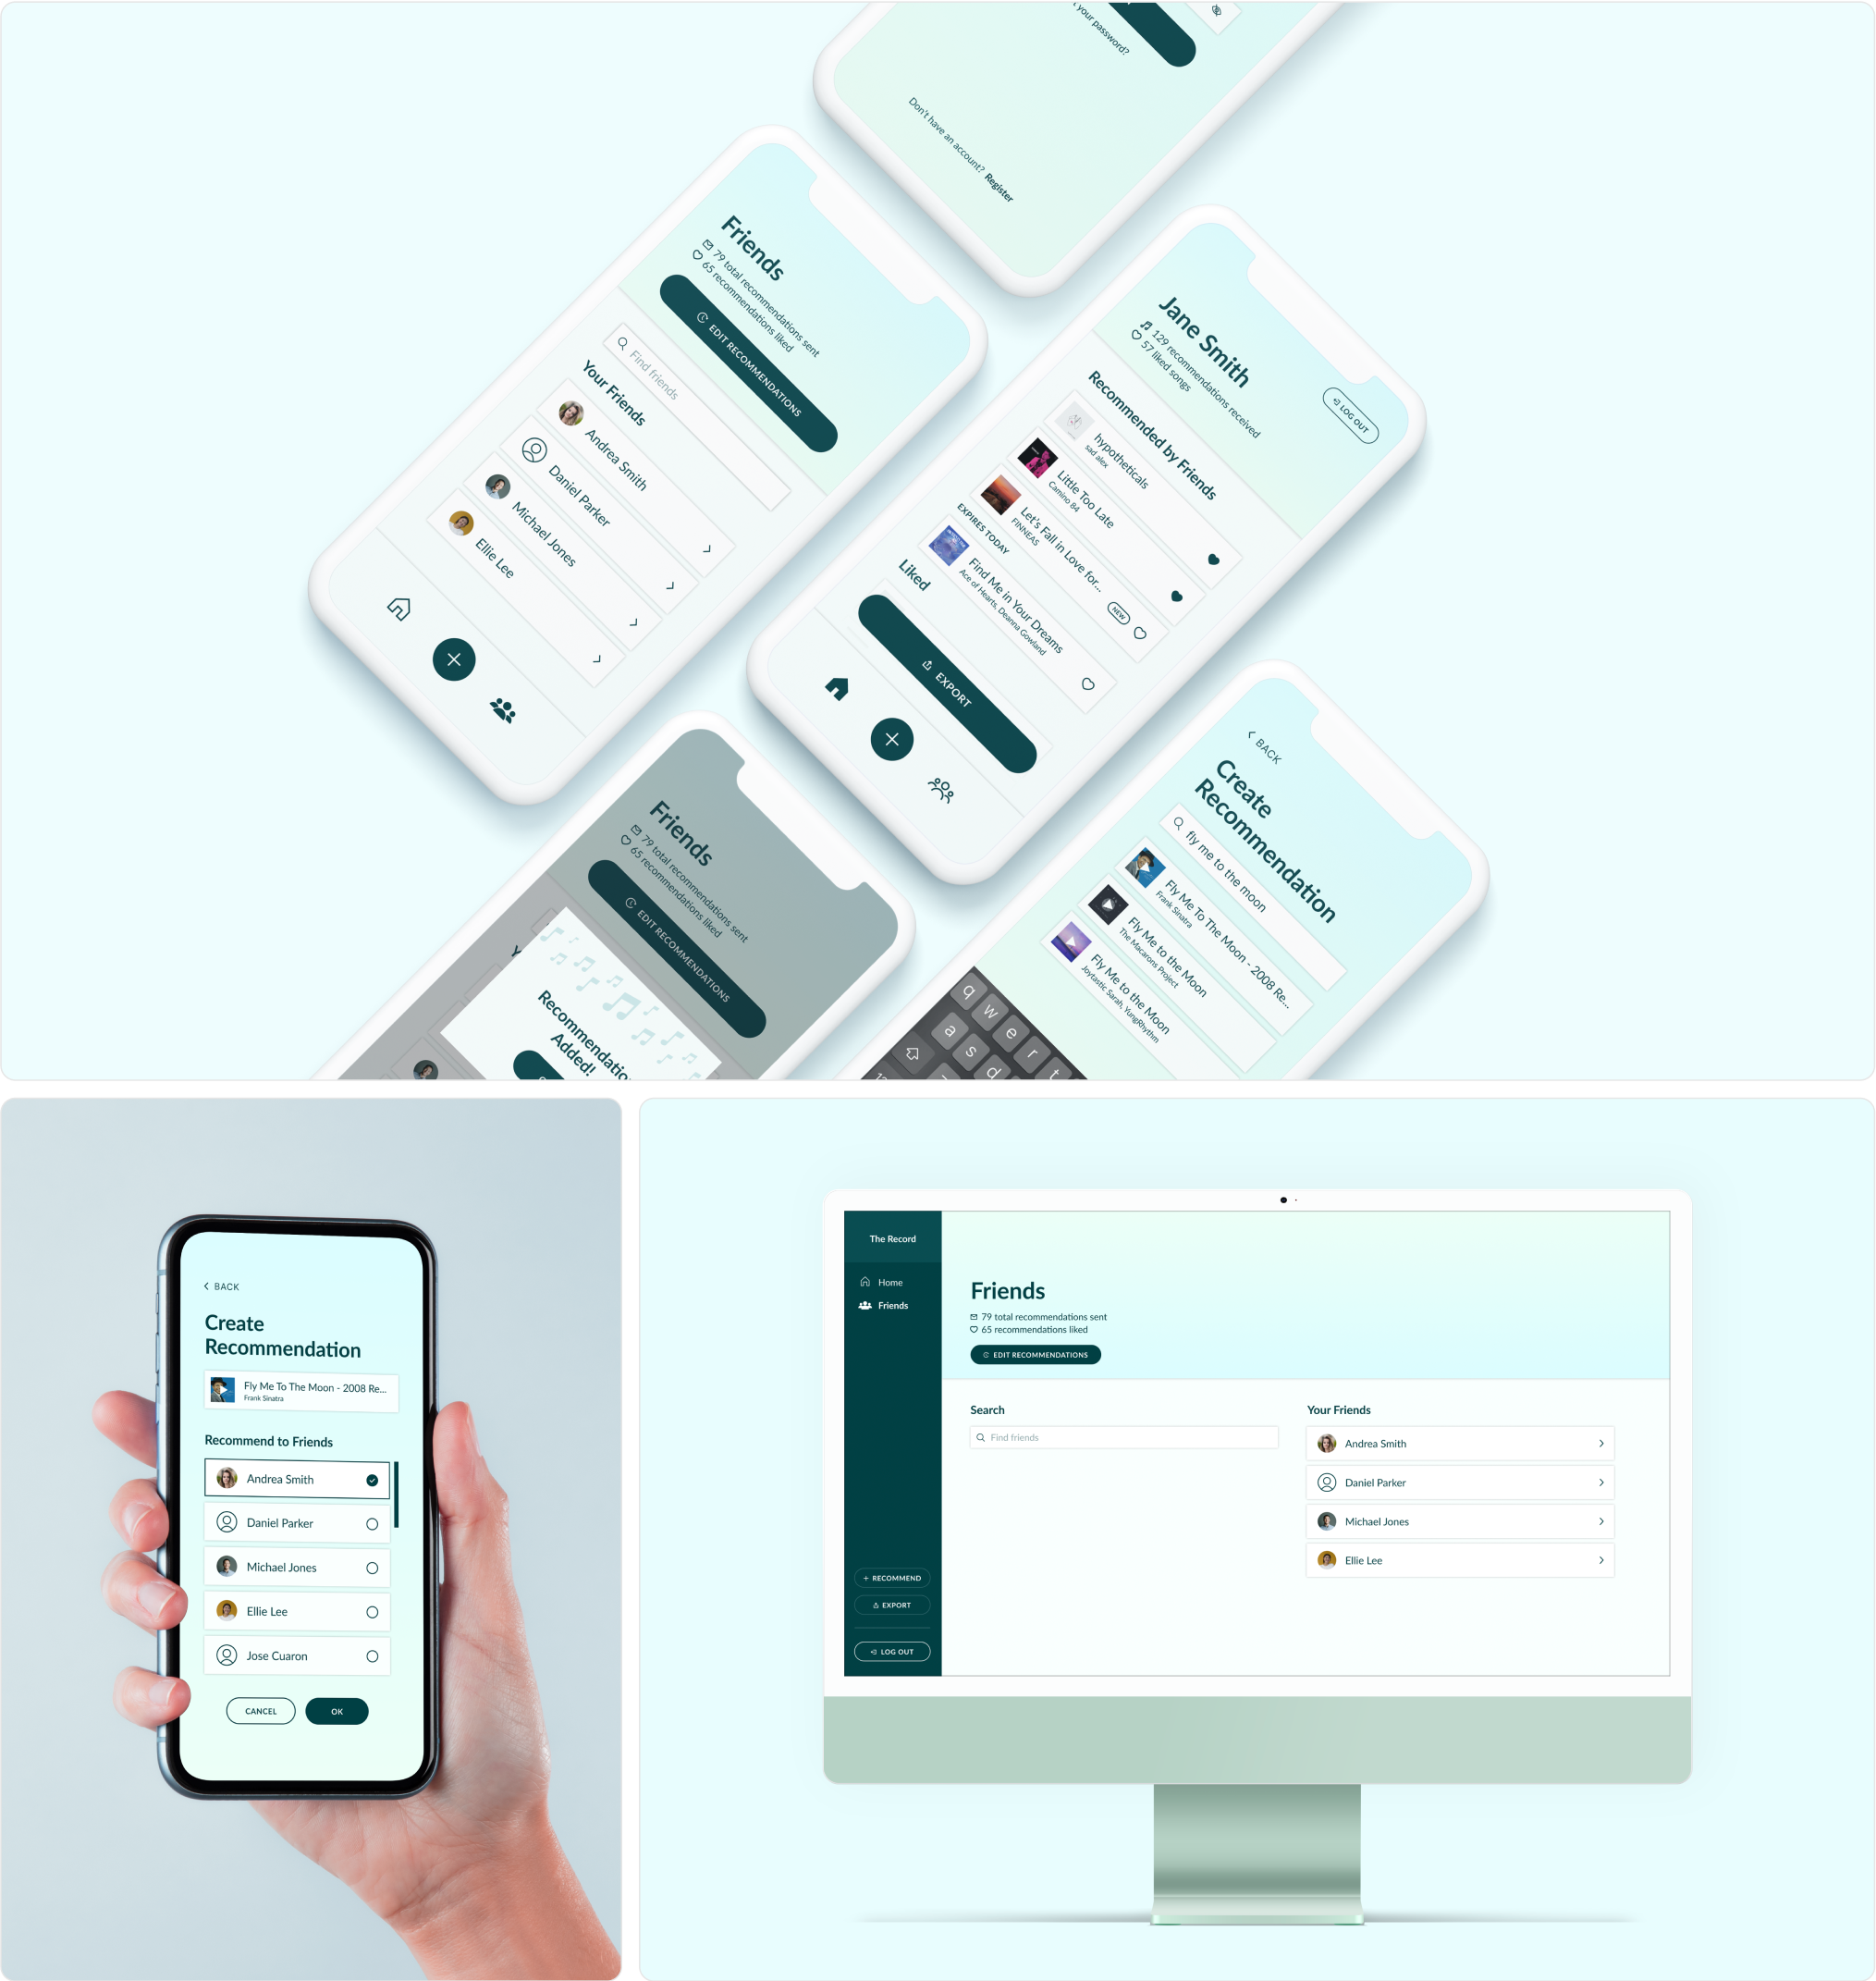 your password?
Don't have an account? Register
Friends
79 total recommendations sent
65 recommendations liked
EDIT RECOMMENDATIONS
Find friends
Your Friends
Andrea Smith
Daniel Parker
Michael Jones
Ellie Lee
Jane Smith
129 recommendations received
57 liked songs
LOG OUT
Recommended by Friends
hypotheticals
sad alex
Little Too Late
Camino 84
Let's Fall in Love for...
FINNEAS
NEW
EXPIRES TODAY
Find Me in Your Dreams
Ace of Hearts, Deanna Gowland
Liked
EXPORT
Friends
79 total recommendations sent
65 recommendations liked
EDIT RECOMMENDATIONS
Y
Recommendation
Added!
BACK
Create
Recommendation
fly me to the moon
Fly Me To The Moon - 2008 Re...
Frank Sinatra
Fly Me to the Moon
The Macarons Project
Fly Me to the Moon
Joytastic Sarah, YungRhythm
q w e r t
a s d
BACK
Create
Recommendation
Fly Me To The Moon - 2008 Re...
Frank Sinatra
Recommend to Friends
Andrea Smith
Daniel Parker
Michael Jones
Ellie Lee
Jose Cuaron
CANCEL OK
The Record
Home
Friends
RECOMMEND
EXPORT
LOG OUT
Friends
79 total recommendations sent
65 recommendations liked
EDIT RECOMMENDATIONS
Search
Find friends
Your Friends
Andrea Smith
Daniel Parker
Michael Jones
Ellie Lee